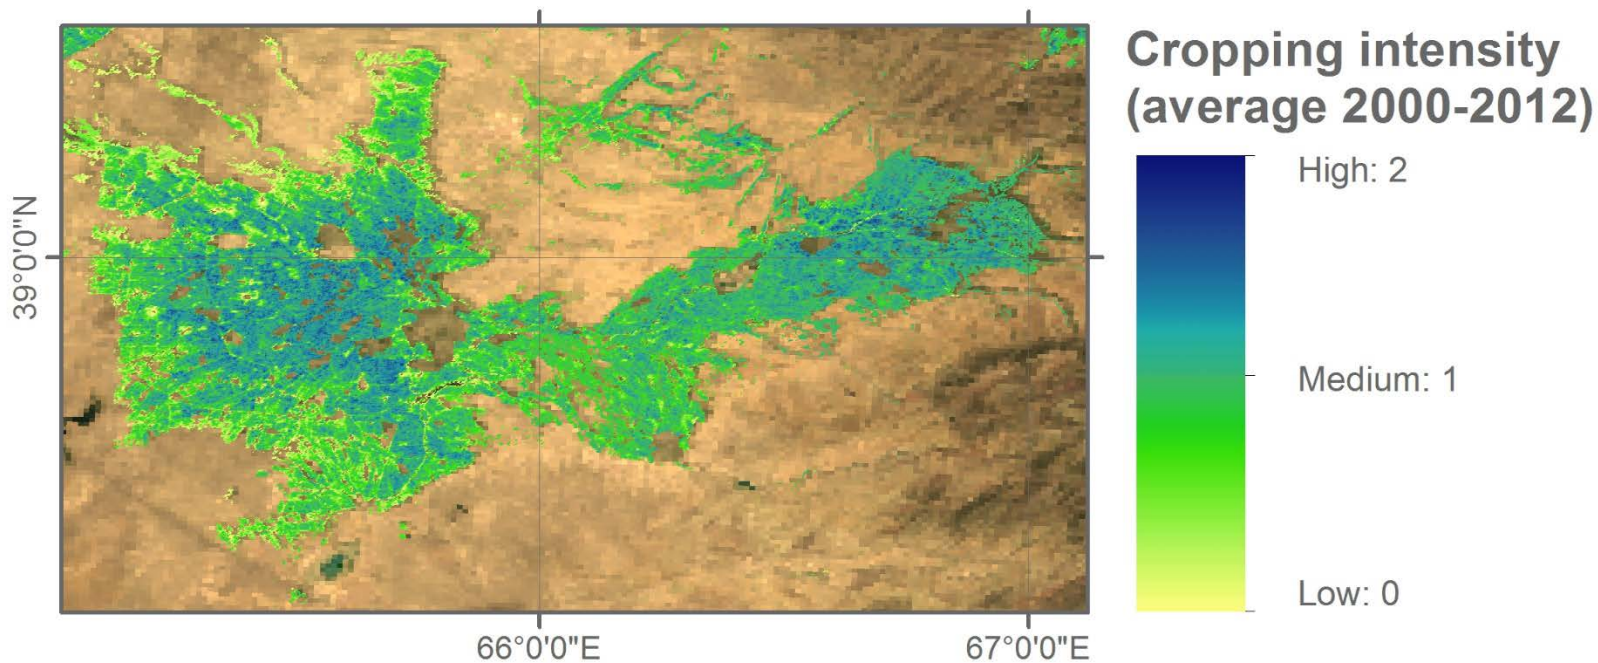 Cropping intensity
(average 2000-2012)
High: 2
Medium: 1
Low: 0
39°0'0"N
66°0'0"E
67°0'0"E